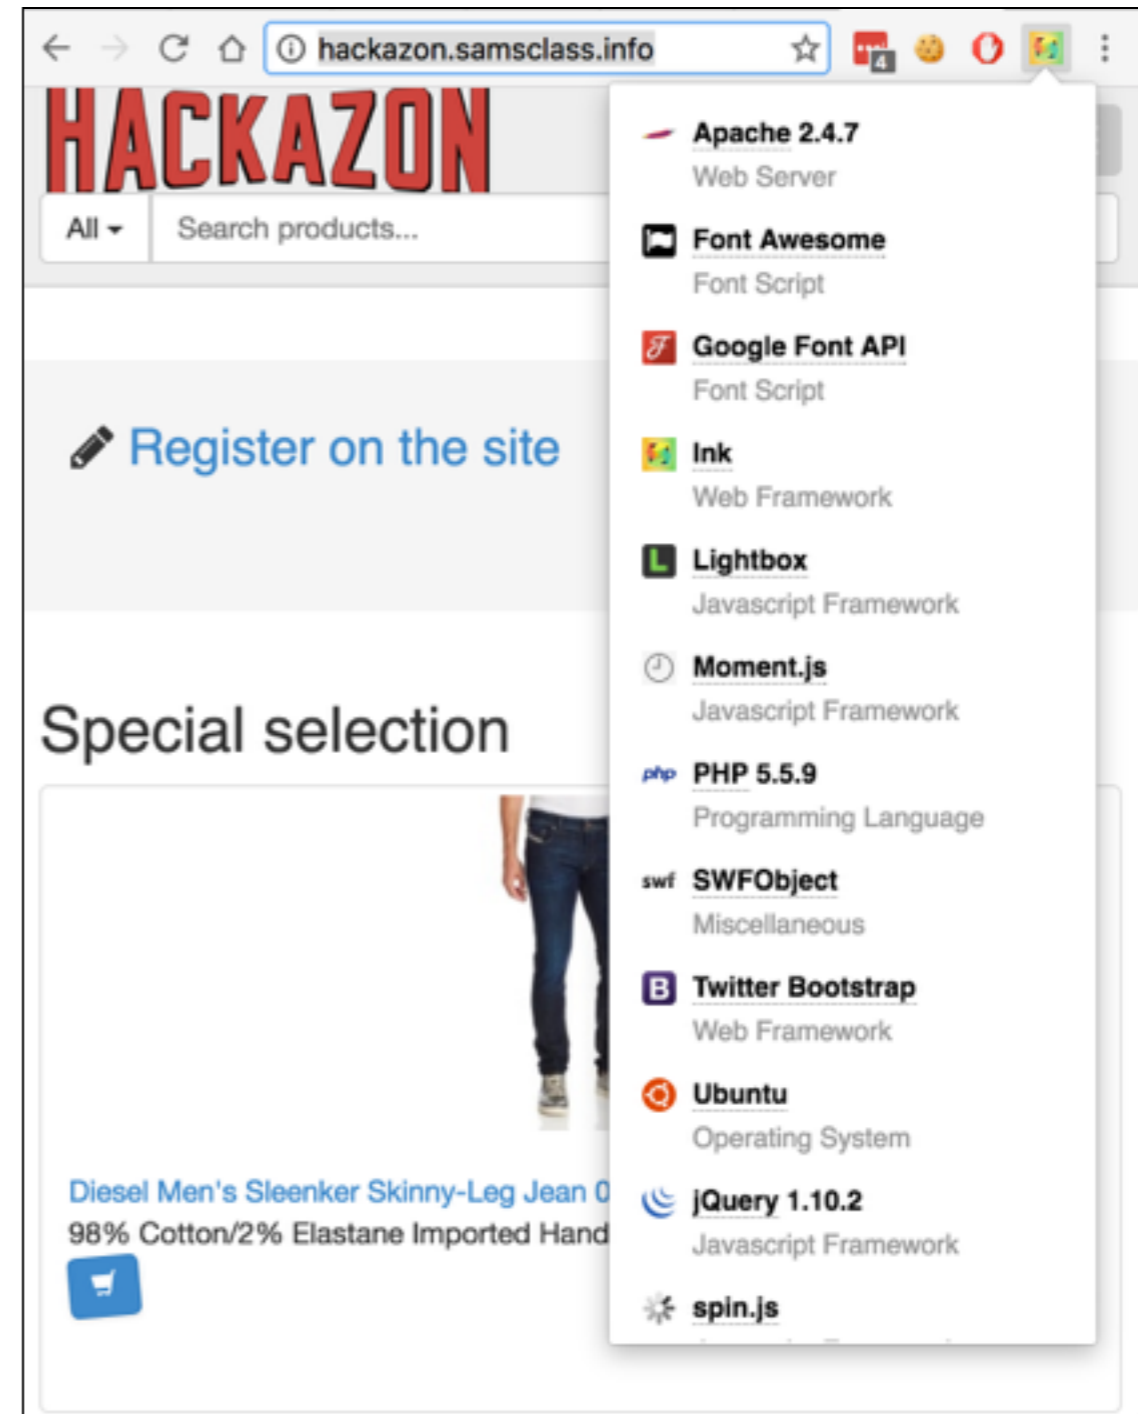 hackazon.samsclass.info
4
HACKAZON
All
Search products...
Register on the site
Special selection
Diesel Men's Sleenker Skinny-Leg Jean 0
98% Cotton/2% Elastane Imported Hand
Apache 2.4.7
Web Server
Font Awesome
Font Script
Google Font API
Font Script
Ink
Web Framework
Lightbox
Javascript Framework
Moment.js
Javascript Framework
php PHP 5.5.9
Programming Language
swf SWFObject
Miscellaneous
B Twitter Bootstrap
Web Framework
Ubuntu
Operating System
jQuery 1.10.2
Javascript Framework
spin.js